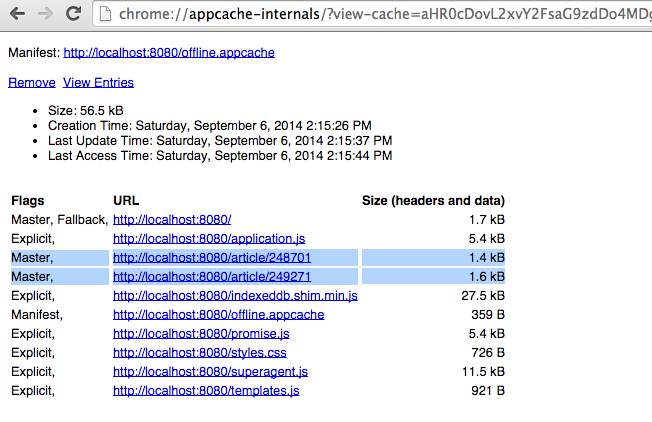 chrome://appcache-internals/?view-cache=aHR0cDovL2xvY2FsaG9zdDo4MDg
Manifest: http://localhost:8080/offline.appcache
Remove View Entries
• Size: 56.5 kB
• Creation Time: Saturday, September 6, 2014 2:15:26 PM
• Last Update Time: Saturday, September 6, 2014 2:15:37 PM
• Last Access Time: Saturday, September 6, 2014 2:15:44 PM
Flags URL Size (headers and data)
Master, Fallback, http://localhost:8080/ 1.7 kB
Explicit, http://localhost:8080/application.js 5.4 kB
Master, http://localhost:8080/article/248701 1.4 kB
Master, http://localhost:8080/article/249271 1.6 kB
Explicit, http://localhost:8080/indexeddb.shim.min.js 27.5 kB
Manifest, http://localhost:8080/offline.appcache 359 B
Explicit, http://localhost:8080/promise.js 5.4 kB
Explicit, http://localhost:8080/styles.css 726 B
Explicit, http://localhost:8080/superagent.js 11.5 kB
Explicit, http://localhost:8080/templates.js 921 B